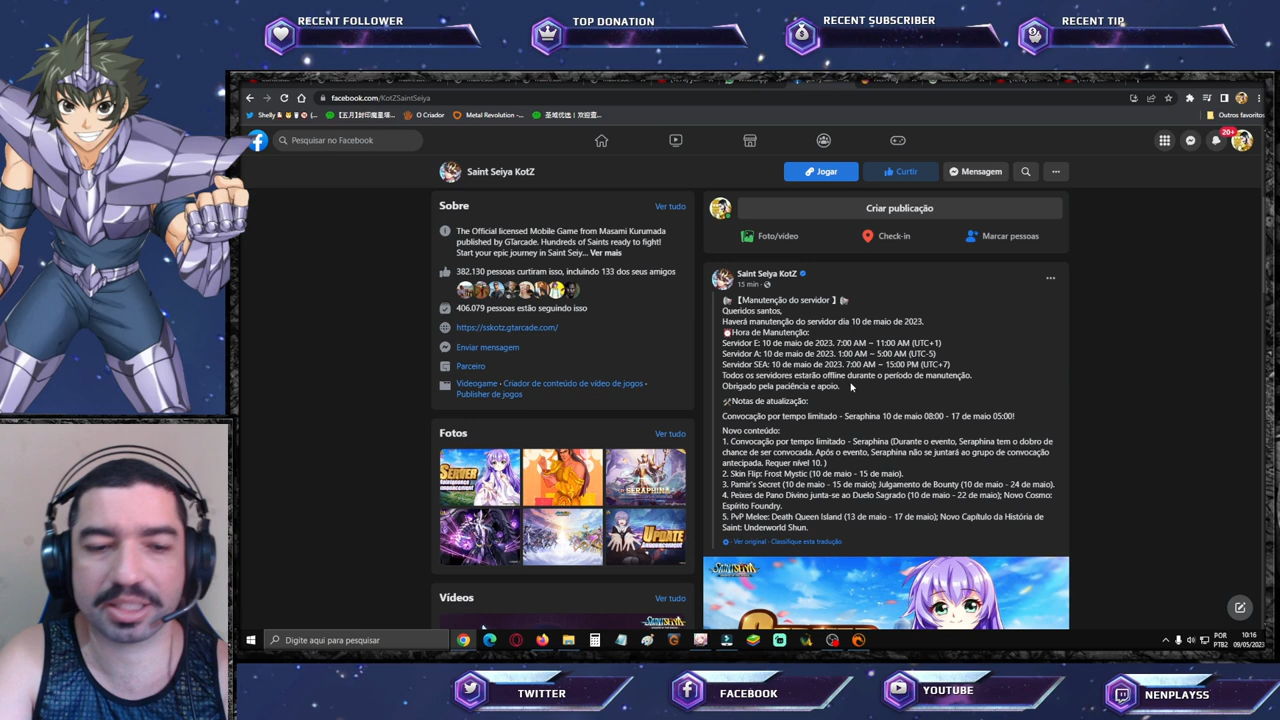 RECENT FOLLOWER
TOP DONATION
RECENT SUBSCRIBER
RECENT TIP
facebook.com/KotZSaintSeiya
O Criador
Metal Revolution -...
Outros favoritos
Pesquisar no Facebook
20+
Saint Seiya KotZ
Jogar
Curtir
Mensagem
Sobre
Ver tudo
The Official licensed Mobile Game from Masami Kurumada
published by GTarcade. Hundreds of Saints ready to fight!
Start your epic journey in Saint Seiy... Ver mais
382.130 pessoas curtiram isso, incluindo 133 dos seus amigos
406.079 pessoas estão seguindo isso
https://sskotz.gtarcade.com/
Enviar mensagem
Parceiro
Videogame · Criador de conteúdo de vídeo de jogos ·
Publisher de jogos
Fotos
Ver tudo
SERVER
SERAPHINA
UPDATE
Vídeos
Ver tudo
Criar publicação
Foto/vídeo
Check-in
Marcar pessoas
Saint Seiya KotZ
15 min ·
【Manutenção do servidor 】
Queridos santos,
Haverá manutenção do servidor dia 10 de maio de 2023.
Hora de Manutenção:
Servidor E: 10 de maio de 2023. 7:00 AM ~ 11:00 AM (UTC+1)
Servidor A: 10 de maio de 2023. 1:00 AM ~ 5:00 AM (UTC-5)
Servidor SEA: 10 de maio de 2023. 7:00 AM ~ 15:00 PM (UTC+7)
Todos os servidores estarão offline durante o período de manutenção.
Obrigado pela paciência e apoio.
Notas de atualização:
Convocação por tempo limitado - Seraphina 10 de maio 08:00 - 17 de maio 05:00!
Novo conteúdo:
1. Convocação por tempo limitado - Seraphina (Durante o evento, Seraphina tem o dobro de
chance de ser convocada. Após o evento, Seraphina não se juntará ao grupo de convocação
antecipada. Requer nível 10. )
2. Skin Flip: Frost Mystic (10 de maio - 15 de maio).
3. Pamir's Secret (10 de maio - 15 de maio); Julgamento de Bounty (10 de maio - 24 de maio).
4. Peixes de Pano Divino junta-se ao Duelo Sagrado (10 de maio - 22 de maio); Novo Cosmo:
Espírito Foundry.
5. PvP Melee: Death Queen Island (13 de maio - 17 de maio); Novo Capítulo da História de
Saint: Underworld Shun.
Ver original · Classifique esta tradução
SAINT SEIYA
Digite aqui para pesquisar
POR
PTB2
10:16
09/05/2023
TWITTER
FACEBOOK
YOUTUBE
NENPLAYSS